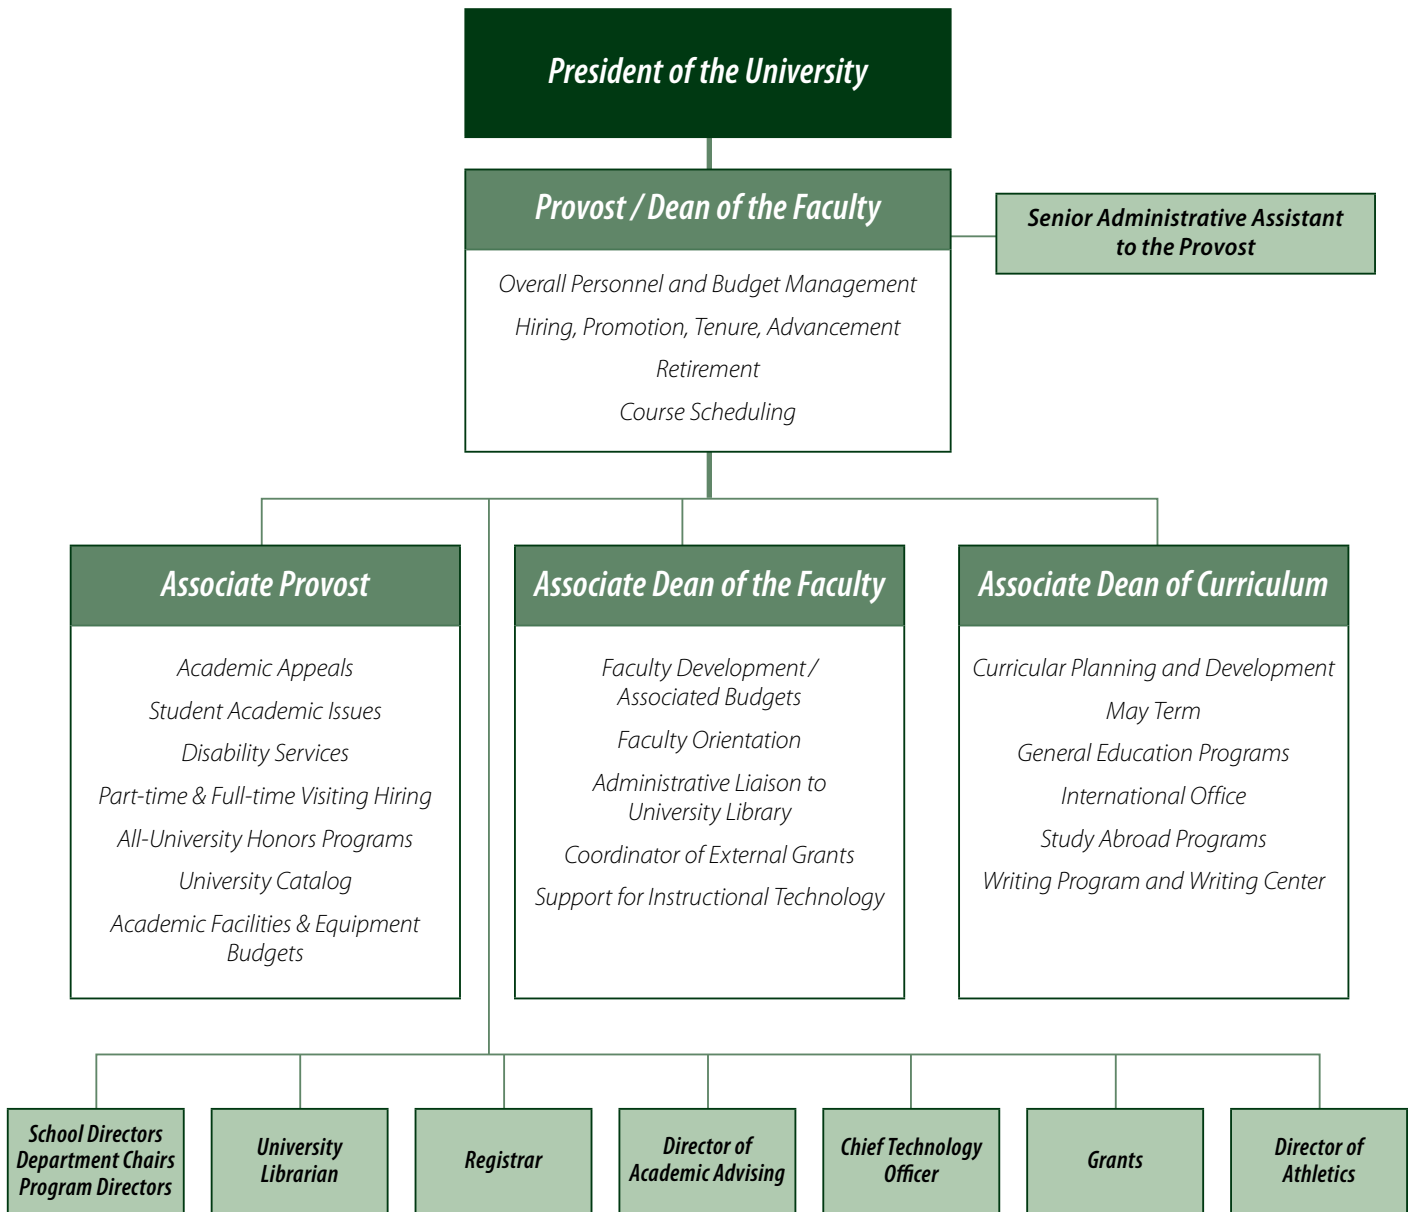 President of the University
Provost / Dean of the Faculty
Senior Administrative Assistant
to the Provost
Overall Personnel and Budget Management
Hiring, Promotion, Tenure, Advancement
Retirement
Course Scheduling
Associate Provost
Academic Appeals
Student Academic Issues
Disability Services
Part-time & Full-time Visiting Hiring
All-University Honors Programs
University Catalog
Academic Facilities & Equipment
Budgets
Associate Dean of the Faculty
Faculty Development /
Associated Budgets
Faculty Orientation
Administrative Liaison to
University Library
Coordinator of External Grants
Support for Instructional Technology
Associate Dean of Curriculum
Curricular Planning and Development
May Term
General Education Programs
International Office
Study Abroad Programs
Writing Program and Writing Center
School Directors
Department Chairs
Program Directors
University
Librarian
Registrar
Director of
Academic Advising
Chief Technology
Officer
Grants
Director of
Athletics